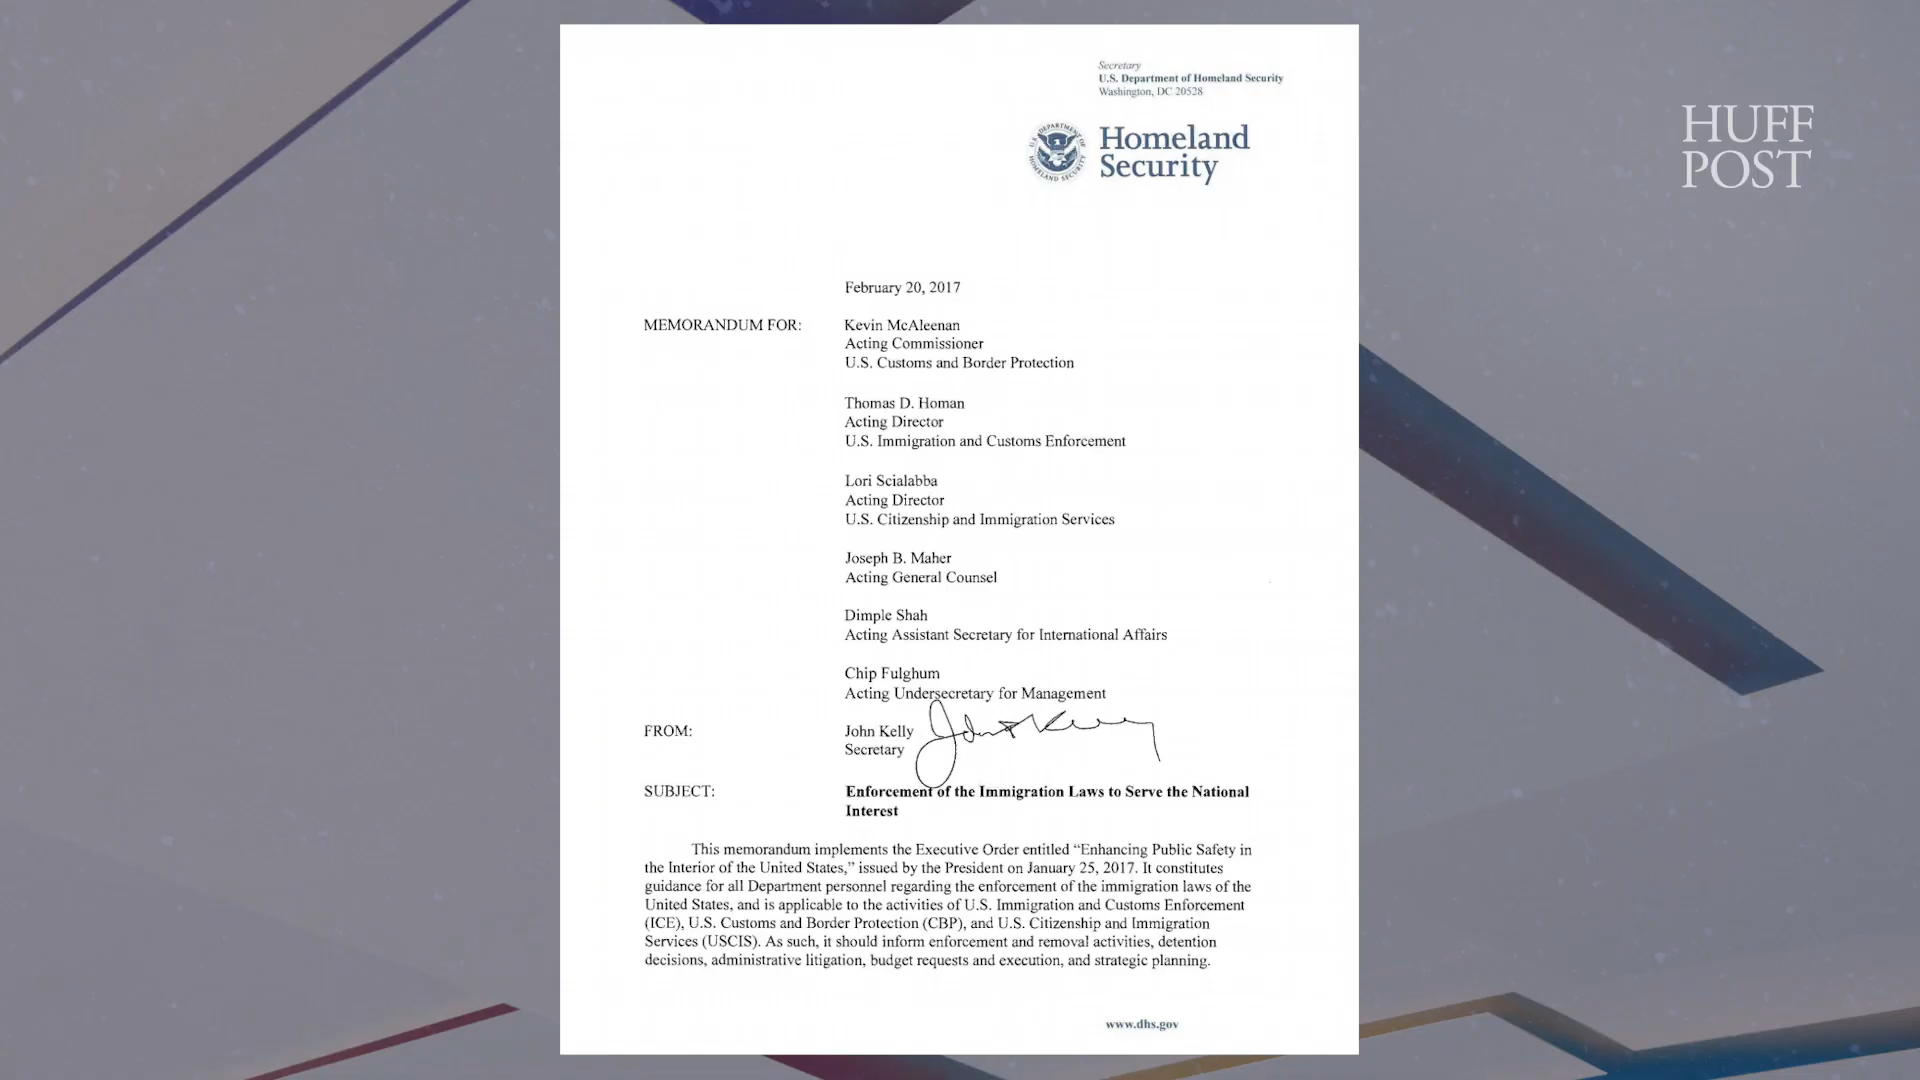 Secretary
U.S. Department of Homeland Security
Washington, DC 20528
U.S. DEPARTMENT OF HOMELAND SECURITY
Homeland
Security
HUFF
POST
February 20, 2017
MEMORANDUM FOR:
Kevin McAleenan
Acting Commissioner
U.S. Customs and Border Protection
Thomas D. Homan
Acting Director
U.S. Immigration and Customs Enforcement
Lori Scialabba
Acting Director
U.S. Citizenship and Immigration Services
Joseph B. Maher
Acting General Counsel
Dimple Shah
Acting Assistant Secretary for International Affairs
Chip Fulghum
Acting Undersecretary for Management
FROM:
John Kelly
Secretary
John Kelly
SUBJECT:
Enforcement of the Immigration Laws to Serve the National
Interest
This memorandum implements the Executive Order entitled “Enhancing Public Safety in
the Interior of the United States,” issued by the President on January 25, 2017. It constitutes
guidance for all Department personnel regarding the enforcement of the immigration laws of the
United States, and is applicable to the activities of U.S. Immigration and Customs Enforcement
(ICE), U.S. Customs and Border Protection (CBP), and U.S. Citizenship and Immigration
Services (USCIS). As such, it should inform enforcement and removal activities, detention
decisions, administrative litigation, budget requests and execution, and strategic planning.
www.dhs.gov